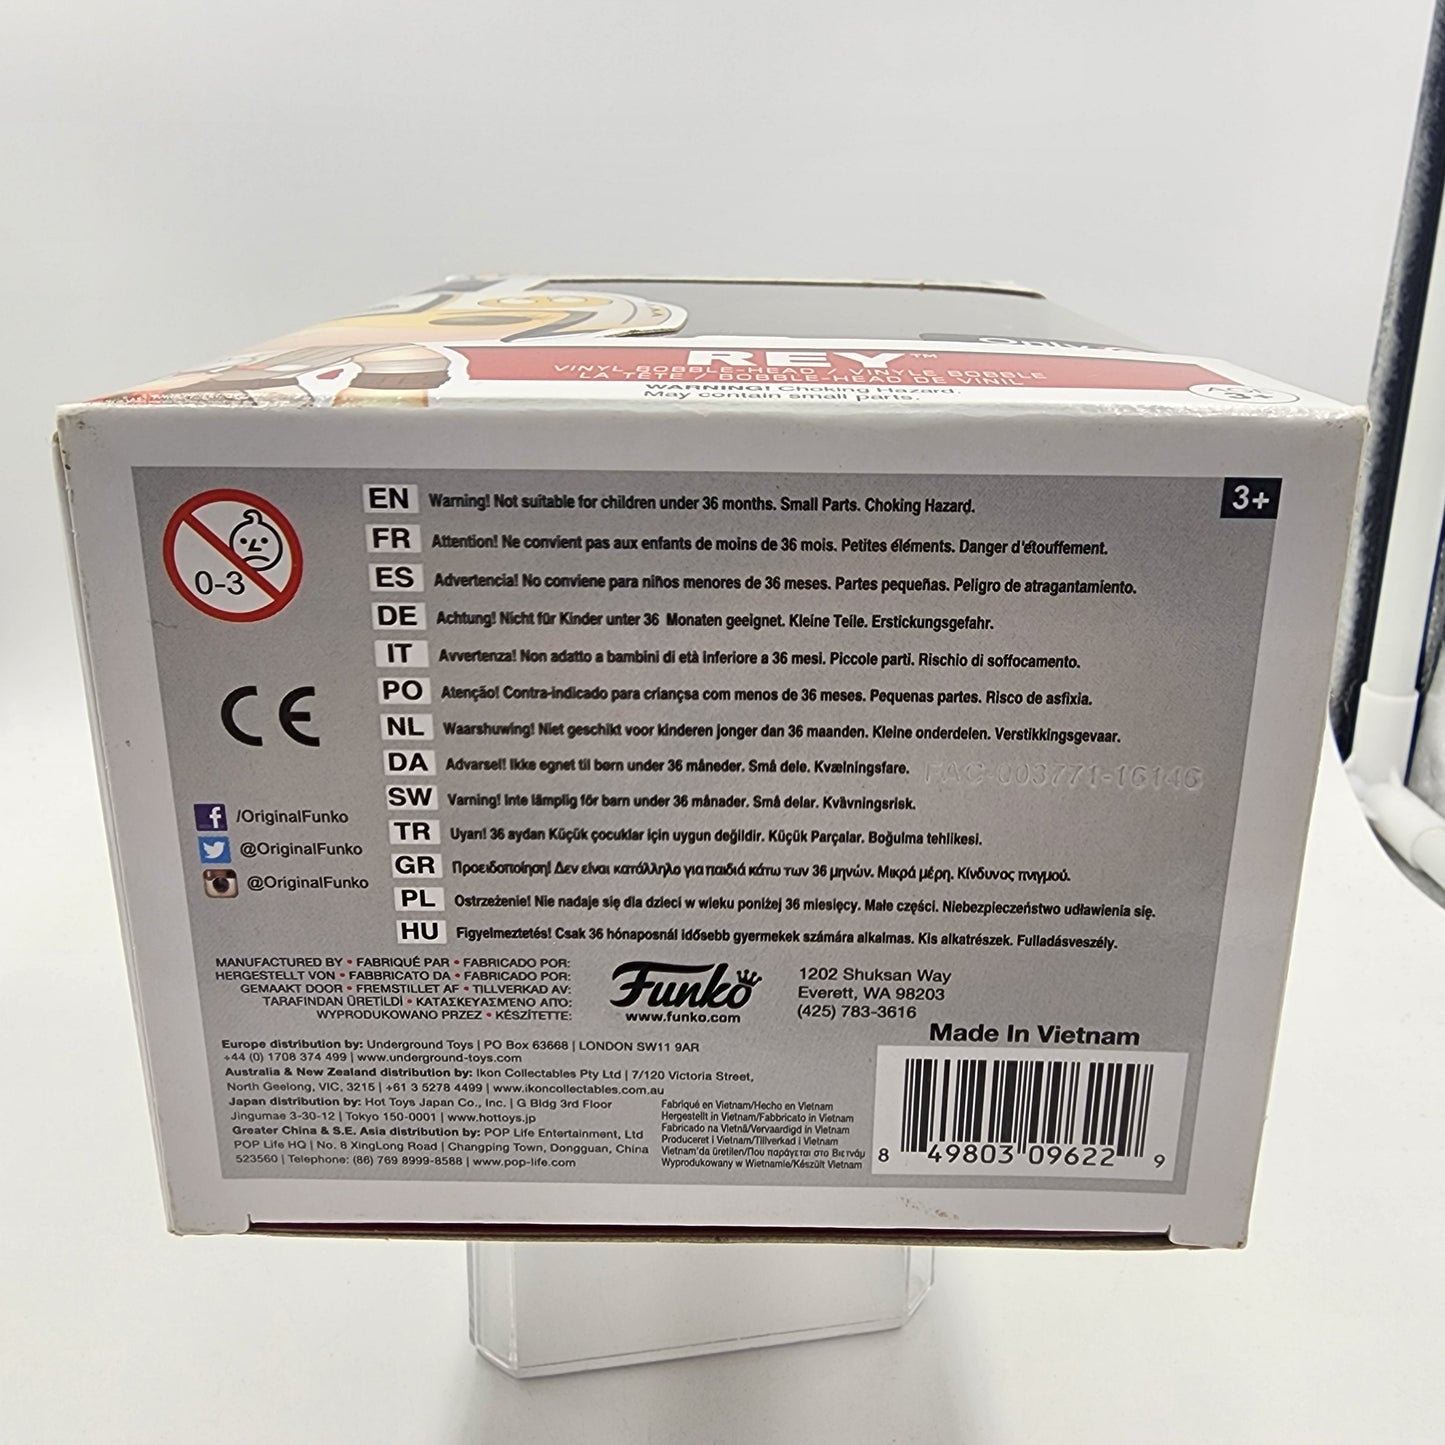 REY™
VINYL BOBBLE-HEAD / VINYLE BOBBLE
LA TÊTE / BOBBLE-HEAD DE VINIL
WARNING! Choking Hazard.
May contain small parts.
3+
0-3
3+
EN Warning! Not suitable for children under 36 months. Small Parts. Choking Hazard.
FR Attention! Ne convient pas aux enfants de moins de 36 mois. Petites éléments. Danger d'étouffement.
ES Advertencia! No conviene para niños menores de 36 meses. Partes pequeñas. Peligro de atragantamiento.
DE Achtung! Nicht für Kinder unter 36 Monaten geeignet. Kleine Teile. Erstickungsgefahr.
IT Avvertenza! Non adatto a bambini di età inferiore a 36 mesi. Piccole parti. Rischio di soffocamento.
PO Atenção! Contra-indicado para criançsa com menos de 36 meses. Pequenas partes. Risco de asfixia.
NL Waarshuwing! Niet geschikt voor kinderen jonger dan 36 maanden. Kleine onderdelen. Verstikkingsgevaar.
DA Advarsel! Ikke egnet til børn under 36 måneder. Små dele. Kvælningsfare.
FAC-003771-16146
SW Varning! Inte lämplig för barn under 36 månader. Små delar. Kvävningsrisk.
TR Uyarı! 36 aydan Küçük çocuklar için uygun değildir. Küçük Parçalar. Boğulma tehlikesi.
GR Προειδοποίηση! Δεν είναι κατάλληλο για παιδιά κάτω των 36 μηνών. Μικρά μέρη. Κίνδυνος πνιγμού.
PL Ostrzeżenie! Nie nadaje się dla dzieci w wieku poniżej 36 miesięcy. Małe części. Niebezpieczeństwo udławienia się.
HU Figyelmeztetés! Csak 36 hónaposnál idősebb gyermekek számára alkalmas. Kis alkatrészek. Fulladásveszély.
CE
/OriginalFunko
@OriginalFunko
@OriginalFunko
MANUFACTURED BY • FABRIQUÉ PAR • FABRICADO POR:
HERGESTELLT VON • FABBRICATO DA • FABRICADO POR:
GEMAAKT DOOR • FREMSTILLET AF • TILLVERKAD AV:
TARAFINDAN ÜRETİLDİ • ΚΑΤΑΣΚΕΥΑΣΜΕΝΟ ΑΠΟ:
WYPRODUKOWANO PRZEZ • KÉSZÍTETTE:
Funko
www.funko.com
1202 Shuksan Way
Everett, WA 98203
(425) 783-3616
Made In Vietnam
Europe distribution by: Underground Toys | PO Box 63668 | LONDON SW11 9AR
+44 (0) 1708 374 499 | www.underground-toys.com
Australia & New Zealand distribution by: Ikon Collectables Pty Ltd | 7/120 Victoria Street,
North Geelong, VIC, 3215 | +61 3 5278 4499 | www.ikoncollectables.com.au
Japan distribution by: Hot Toys Japan Co., Inc. | G Bldg 3rd Floor
Jingumae 3-30-12 | Tokyo 150-0001 | www.hottoys.jp
Greater China & S.E. Asia distribution by: POP Life Entertainment, Ltd
POP Life HQ | No. 8 XingLong Road | Changping Town, Dongguan, China
523560 | Telephone: (86) 769 8999-8588 | www.pop-life.com
Fabriqué en Vietnam/Hecho en Vietnam
Hergestellt in Vietnam/Fabbricato in Vietnam
Fabricado na Vietnã/Vervaardigd in Vietnam
Produceret i Vietnam/Tillverkad i Vietnam
Vietnam'da üretilen/Που παράγεται στο Βιετνάμ
Wyprodukowany w Wietnamie/Készült Vietnam
8 49803 09622 9